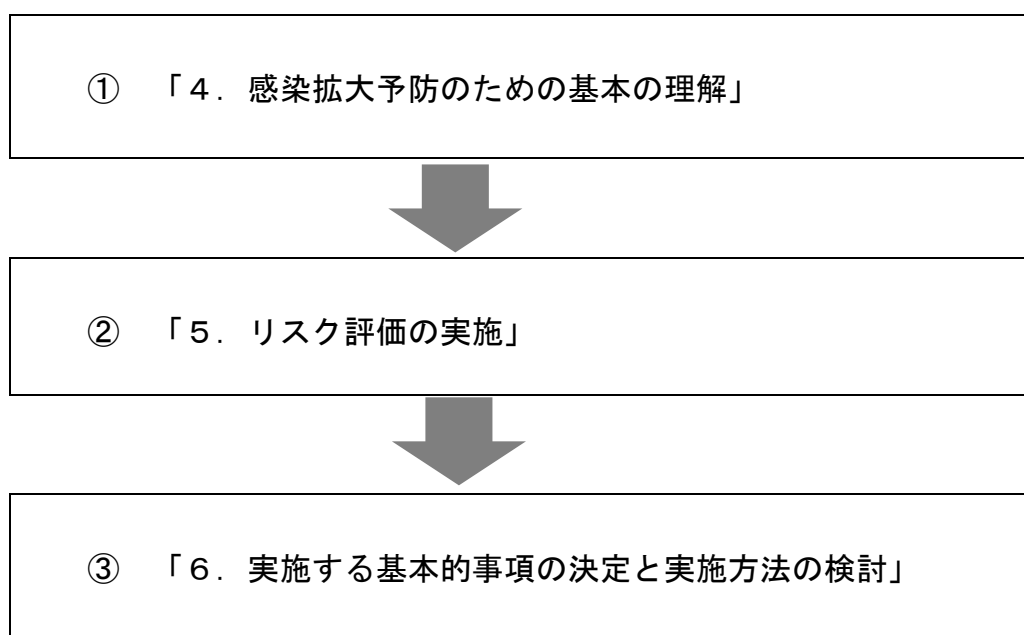 ① 「４．感染拡大予防のための基本の理解」
② 「５．リスク評価の実施」
③ 「６．実施する基本的事項の決定と実施方法の検討」